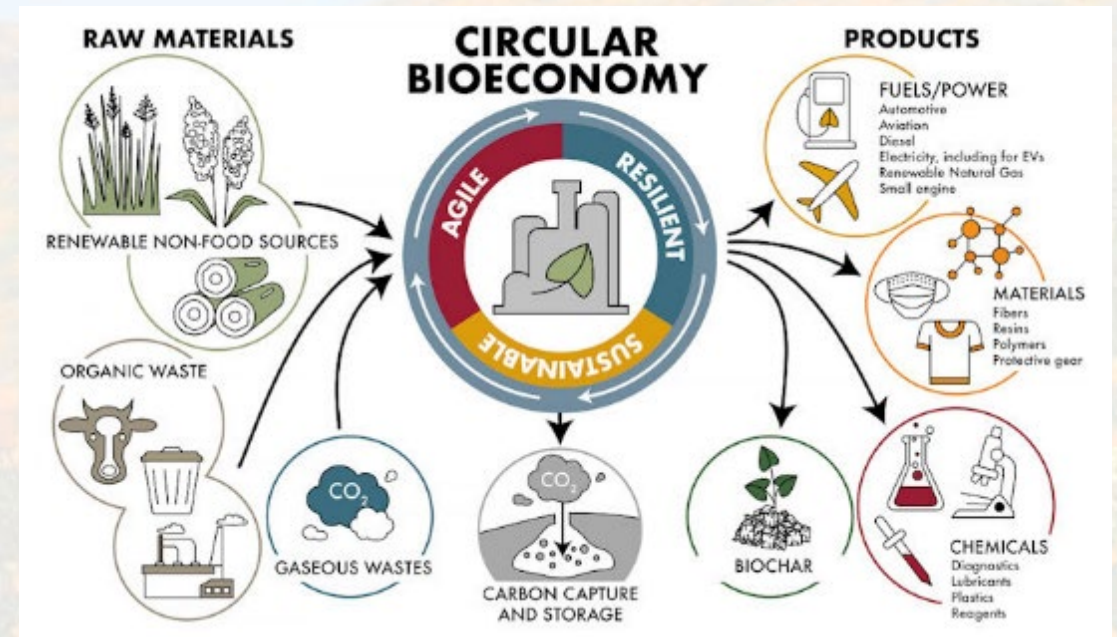 RAW MATERIALS
CIRCULAR
BIOECONOMY
PRODUCTS
AGILE
RESILIENT
SUSTAINABLE
RENEWABLE NON-FOOD SOURCES
ORGANIC WASTE
CO2
GASEOUS WASTES
CO2
CARBON CAPTURE
AND STORAGE
BIOCHAR
FUELS/POWER
Automotive
Aviation
Diesel
Electricity, including for EVs
Renewable Natural Gas
Small engine
MATERIALS
Fibers
Resins
Polymers
Protective gear
CHEMICALS
Diagnostics
Lubricants
Plastics
Reagents